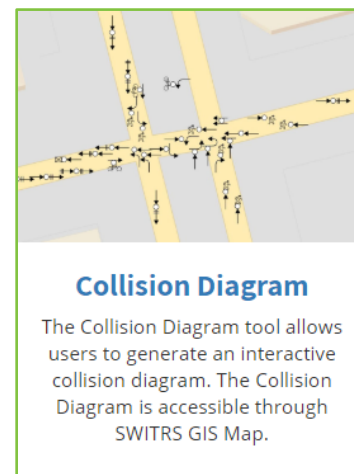 Collision Diagram
The Collision Diagram tool allows
users to generate an interactive
collision diagram. The Collision
Diagram is accessible through
SWITRS GIS Map.